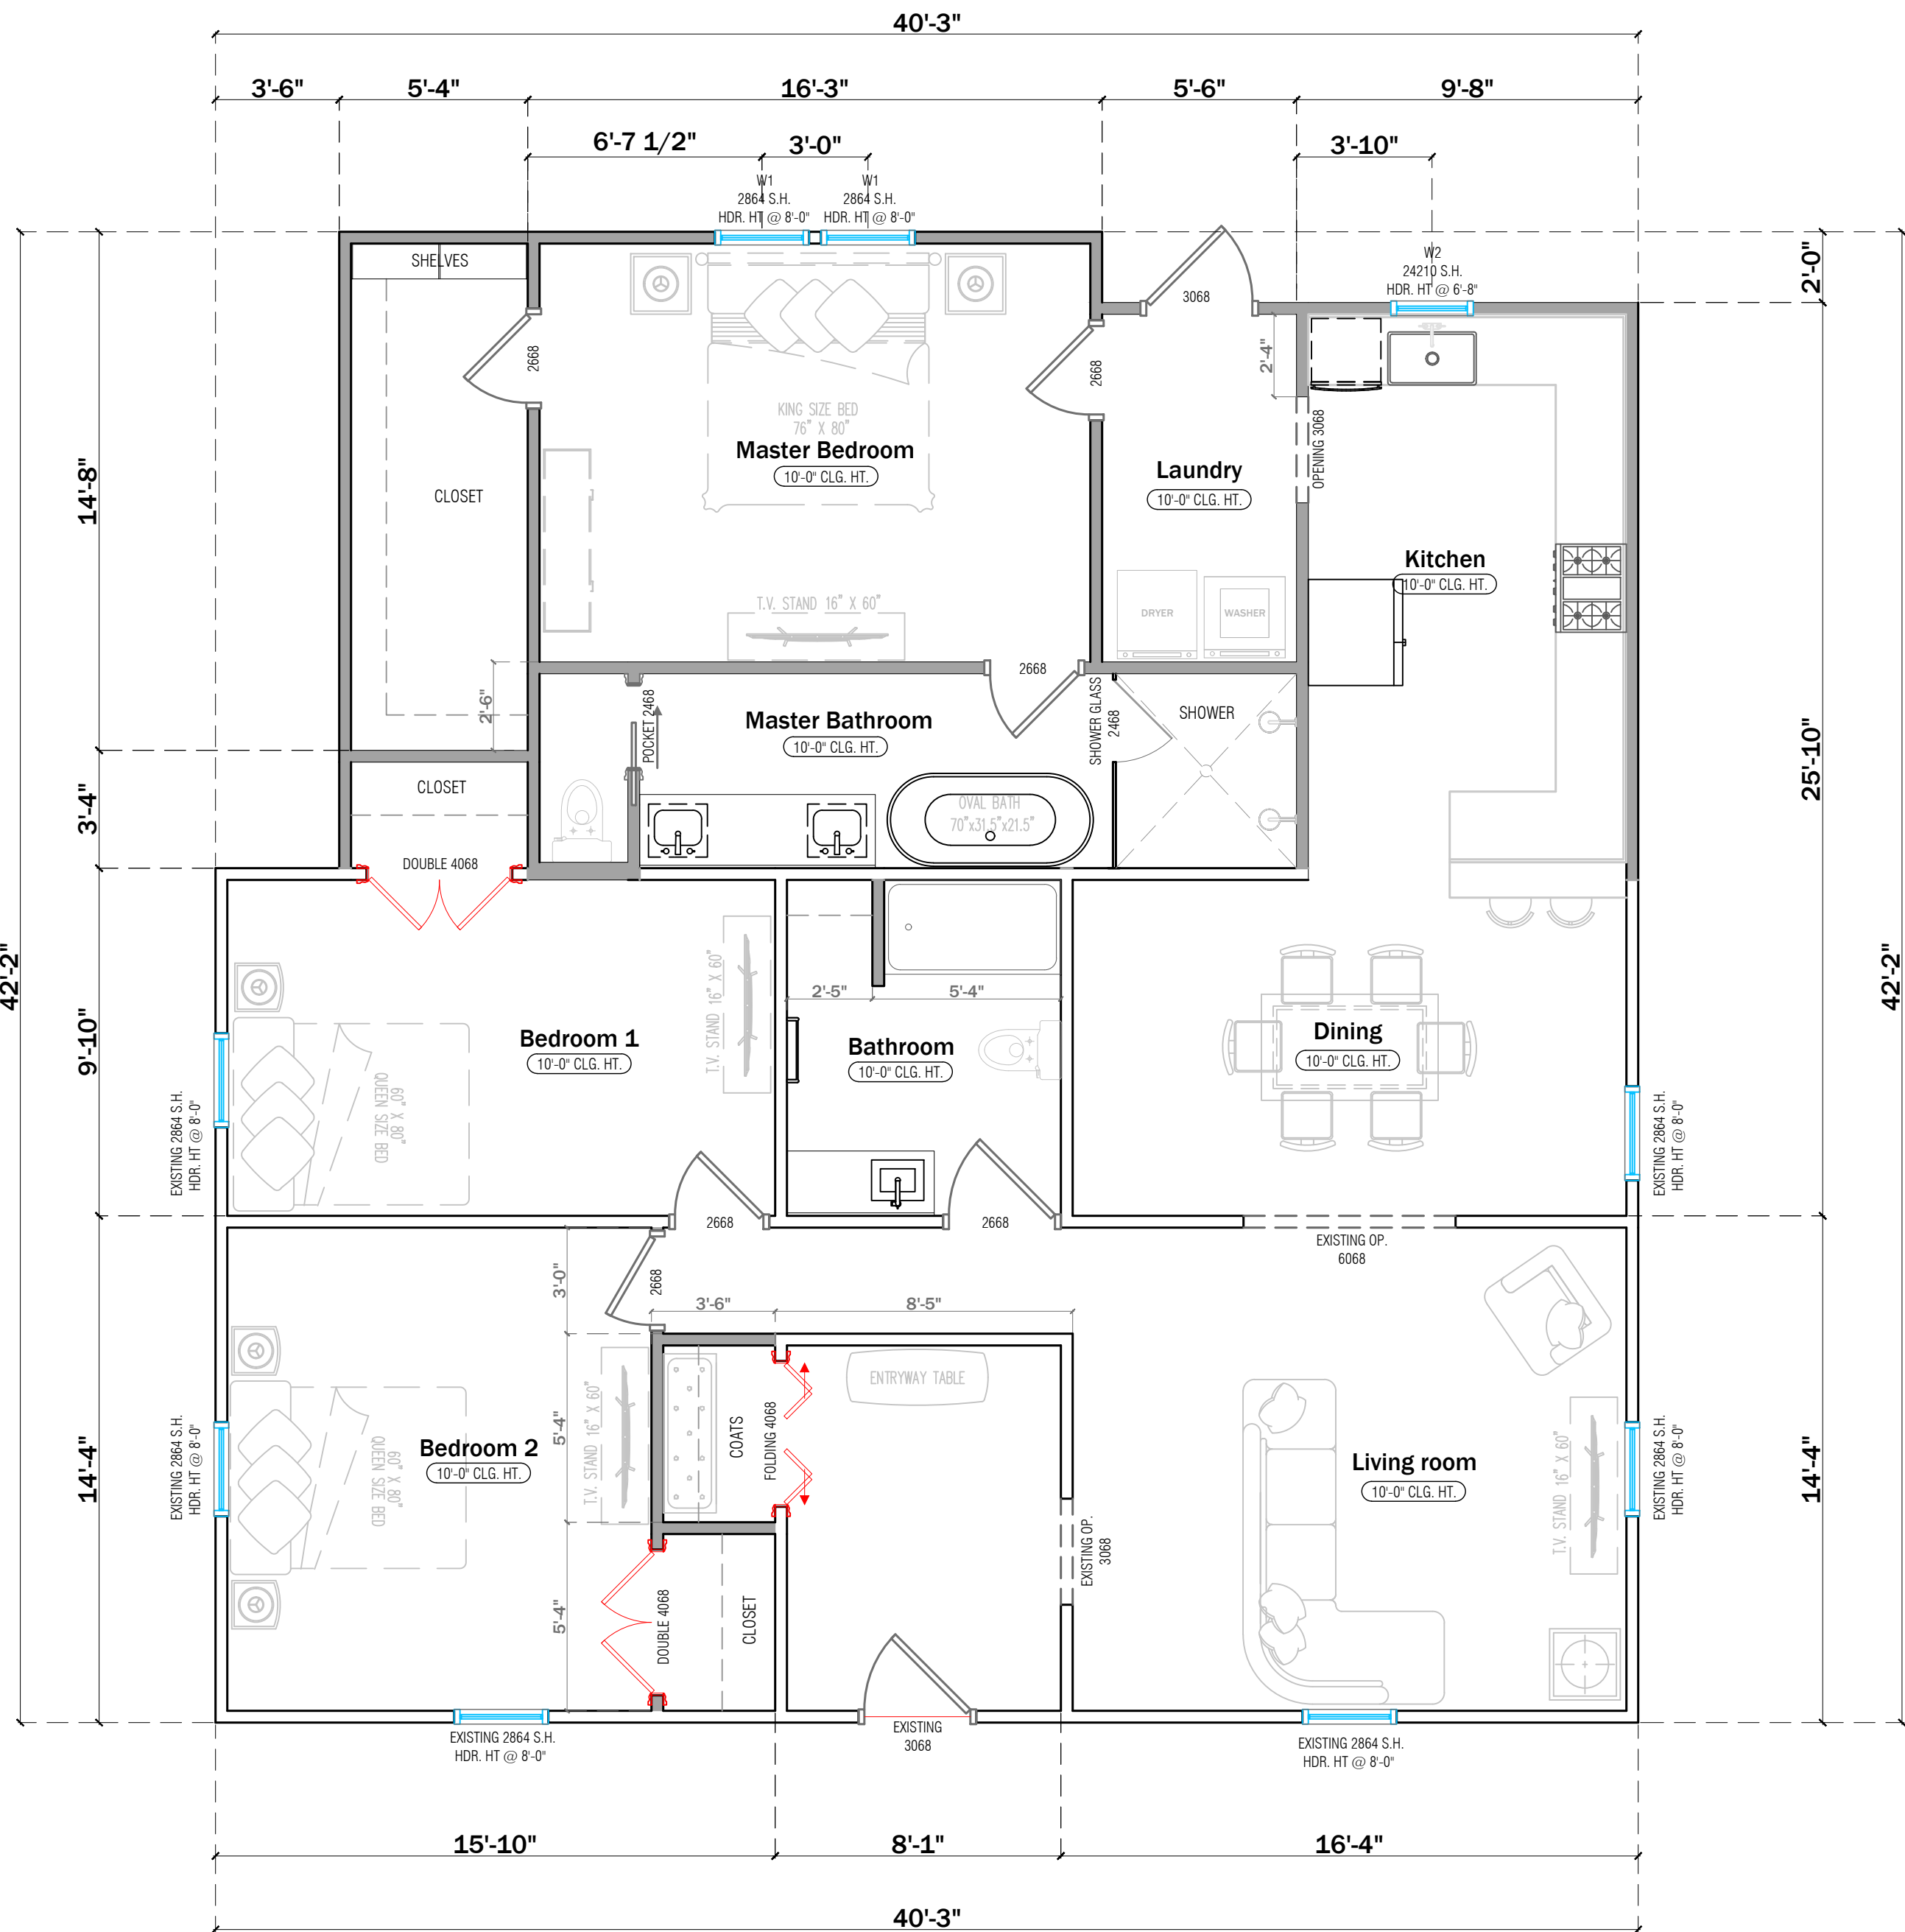 40'-3"
3'-6"
5'-4"
16'-3"
5'-6"
9'-8"
6'-7 1/2"
3'-0"
3'-10"
W1
2864 S.H.
HDR. HT @ 8'-0"
W1
2864 S.H.
HDR. HT @ 8'-0"
W2
24210 S.H.
HDR. HT @ 6'-8"
2'-0"
SHELVES
3068
2668
2668
2'-4"
OPENING 3068
KING SIZE BED
76" X 80"
Master Bedroom
10'-0" CLG. HT.
Laundry
10'-0" CLG. HT.
CLOSET
14'-8"
Kitchen
10'-0" CLG. HT.
T.V. STAND 16" X 60"
DRYER
WASHER
2668
2'-6"
POCKET 2468
Master Bathroom
10'-0" CLG. HT.
SHOWER GLASS
2468
SHOWER
25'-10"
CLOSET
3'-4"
OVAL BATH
70"x31.5"x21.5"
DOUBLE 4068
42'-2"
42'-2"
T.V. STAND 16" X 60"
2'-5"
5'-4"
9'-10"
Bedroom 1
10'-0" CLG. HT.
Bathroom
10'-0" CLG. HT.
Dining
10'-0" CLG. HT.
60" X 80"
QUEEN SIZE BED
EXISTING 2864 S.H.
HDR. HT @ 8'-0"
EXISTING 2864 S.H.
HDR. HT @ 8'-0"
2668
2668
EXISTING OP.
6068
2668
3'-0"
3'-6"
8'-5"
ENTRYWAY TABLE
T.V. STAND 16" X 60"
5'-4"
COATS
FOLDING 4068
Bedroom 2
10'-0" CLG. HT.
60" X 80"
QUEEN SIZE BED
EXISTING 2864 S.H.
HDR. HT @ 8'-0"
14'-4"
Living room
10'-0" CLG. HT.
T.V. STAND 16" X 60"
EXISTING 2864 S.H.
HDR. HT @ 8'-0"
14'-4"
EXISTING OP.
3068
5'-4"
DOUBLE 4068
CLOSET
EXISTING
3068
EXISTING 2864 S.H.
HDR. HT @ 8'-0"
EXISTING 2864 S.H.
HDR. HT @ 8'-0"
15'-10"
8'-1"
16'-4"
40'-3"